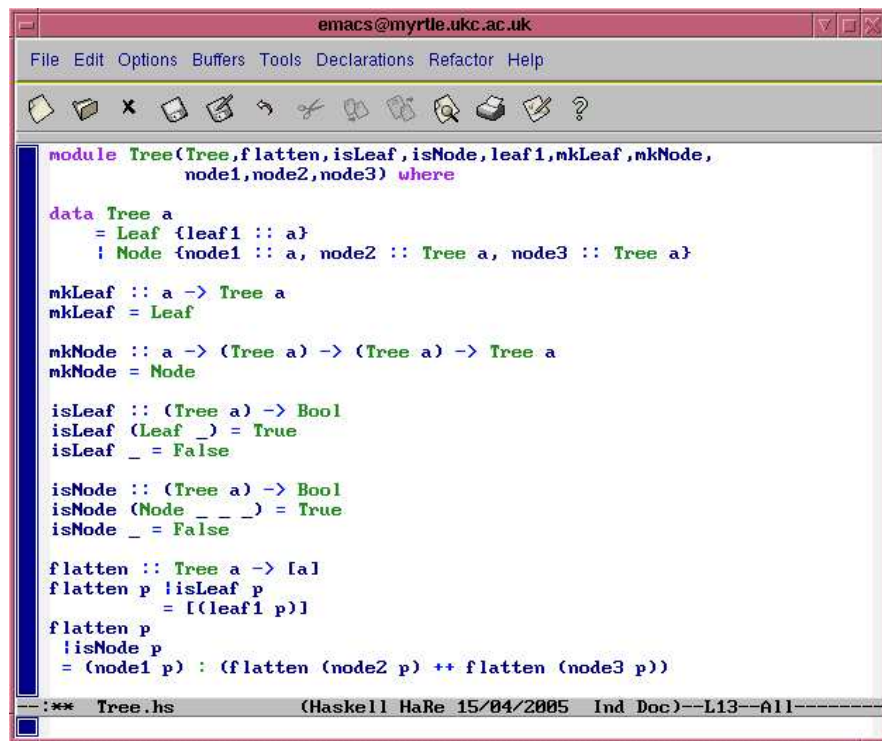 emacs@myrtle.ukc.ac.uk
File Edit Options Buffers Tools Declarations Refactor Help
module Tree(Tree,flatten,isLeaf,isNode,leaf1,mkLeaf,mkNode,
            node1,node2,node3) where
data Tree a
    = Leaf {leaf1 :: a}
    | Node {node1 :: a, node2 :: Tree a, node3 :: Tree a}
mkLeaf :: a -> Tree a
mkLeaf = Leaf
mkNode :: a -> (Tree a) -> (Tree a) -> Tree a
mkNode = Node
isLeaf :: (Tree a) -> Bool
isLeaf (Leaf _) = True
isLeaf _ = False
isNode :: (Tree a) -> Bool
isNode (Node _ _ _) = True
isNode _ = False
flatten :: Tree a -> [a]
flatten p |isLeaf p
          = [(leaf1 p)]
flatten p
 |isNode p
 = (node1 p) : (flatten (node2 p) ++ flatten (node3 p))
--:** Tree.hs (Haskell HaRe 15/04/2005 Ind Doc)--L13--All--------